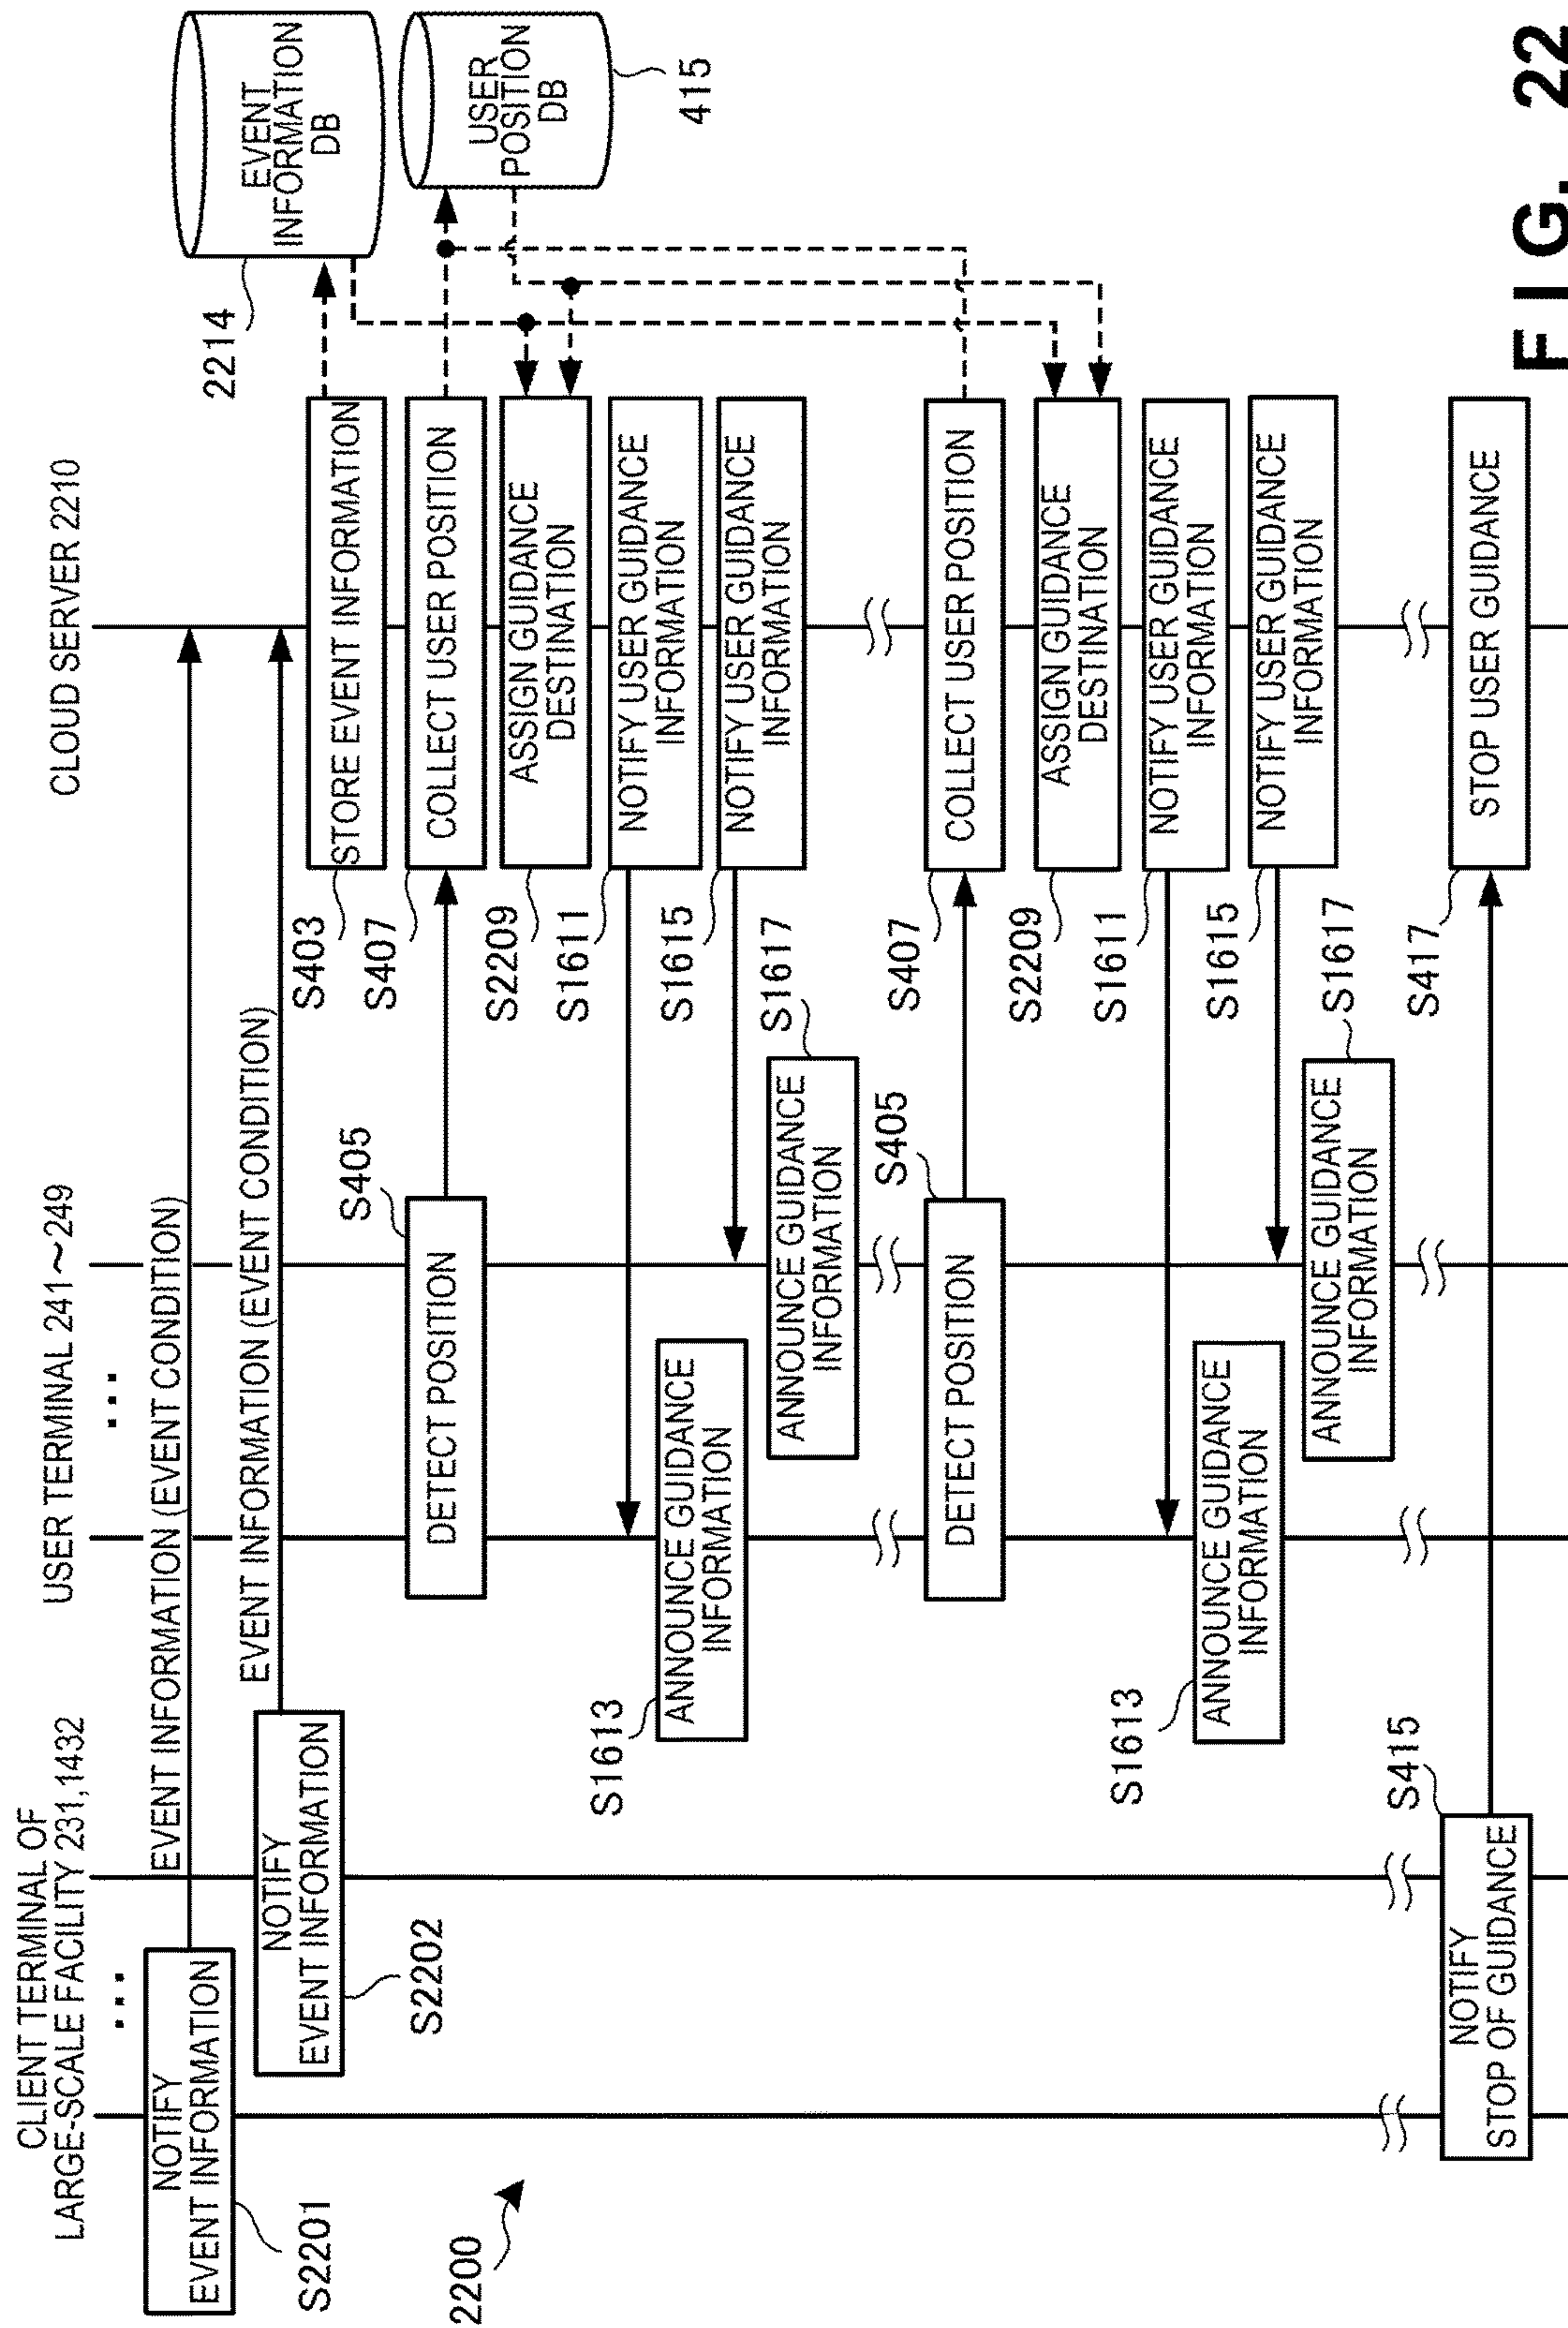 CLIENT TERMINAL OF
LARGE-SCALE FACILITY 231,1432
...
USER TERMINAL 241～249
...
CLOUD SERVER 2210
NOTIFY
EVENT INFORMATION
S2201
EVENT INFORMATION (EVENT CONDITION)
NOTIFY
EVENT INFORMATION
S2202
EVENT INFORMATION (EVENT CONDITION)
STORE EVENT INFORMATION
S403
2214
EVENT
INFORMATION
DB
DETECT POSITION
S405
COLLECT USER POSITION
S407
USER
POSITION
DB
415
2200
ASSIGN GUIDANCE
DESTINATION
S2209
NOTIFY USER GUIDANCE
INFORMATION
S1611
ANNOUNCE GUIDANCE
INFORMATION
S1613
NOTIFY USER GUIDANCE
INFORMATION
S1615
ANNOUNCE GUIDANCE
INFORMATION
S1617
DETECT POSITION
S405
COLLECT USER POSITION
S407
ASSIGN GUIDANCE
DESTINATION
S2209
NOTIFY USER GUIDANCE
INFORMATION
S1611
ANNOUNCE GUIDANCE
INFORMATION
S1613
NOTIFY USER GUIDANCE
INFORMATION
S1615
ANNOUNCE GUIDANCE
INFORMATION
S1617
NOTIFY
STOP OF GUIDANCE
S415
STOP USER GUIDANCE
S417
FIG. 22